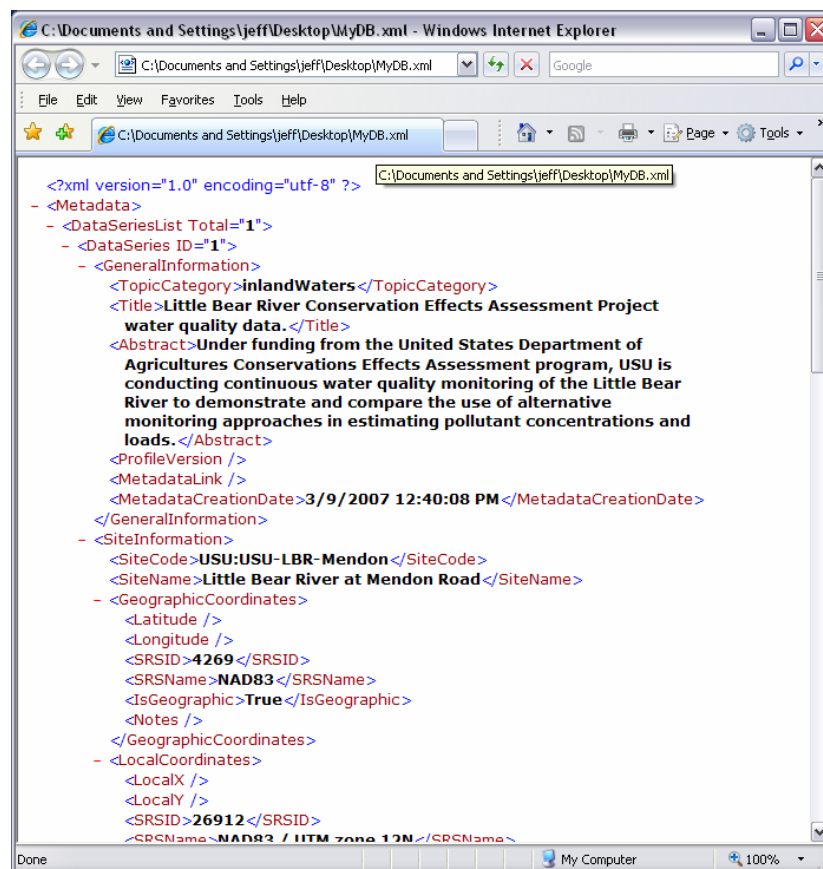 C:\Documents and Settings\jeff\Desktop\MyDB.xml - Windows Internet Explorer
C:\Documents and Settings\jeff\Desktop\MyDB.xml Google
File Edit View Favorites Tools Help
C:\Documents and Settings\jeff\Desktop\MyDB.xml Page Tools
C:\Documents and Settings\jeff\Desktop\MyDB.xml
<?xml version="1.0" encoding="utf-8" ?>
- <Metadata>
- <DataSeriesList Total="1">
- <DataSeries ID="1">
- <GeneralInformation>
<TopicCategory>inlandWaters</TopicCategory>
<Title>Little Bear River Conservation Effects Assessment Project
water quality data.</Title>
<Abstract>Under funding from the United States Department of
Agricultures Conservations Effects Assessment program, USU is
conducting continuous water quality monitoring of the Little Bear
River to demonstrate and compare the use of alternative
monitoring approaches in estimating pollutant concentrations and
loads.</Abstract>
<ProfileVersion />
<MetadataLink />
<MetadataCreationDate>3/9/2007 12:40:08 PM</MetadataCreationDate>
</GeneralInformation>
- <SiteInformation>
<SiteCode>USU:USU-LBR-Mendon</SiteCode>
<SiteName>Little Bear River at Mendon Road</SiteName>
- <GeographicCoordinates>
<Latitude />
<Longitude />
<SRSID>4269</SRSID>
<SRSName>NAD83</SRSName>
<IsGeographic>True</IsGeographic>
<Notes />
</GeographicCoordinates>
- <LocalCoordinates>
<LocalX />
<LocalY />
<SRSID>26912</SRSID>
<SRSName>NAD83 / UTM zone 12N</SRSName>
Done My Computer 100%